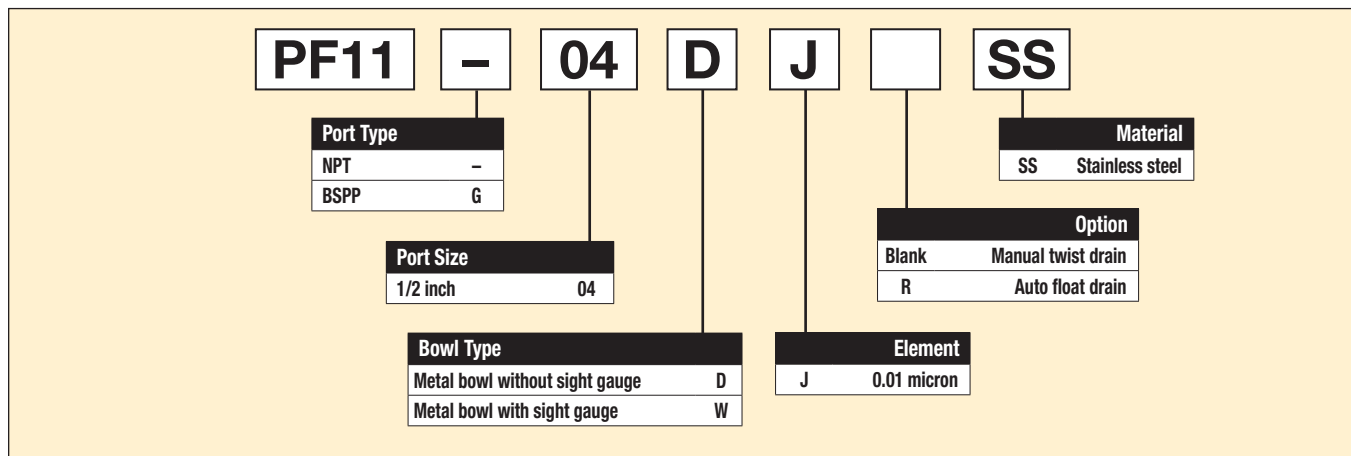 PF11 – 04 D J SS
Port Type
NPT –
BSPP G
Port Size
1/2 inch 04
Bowl Type
Metal bowl without sight gauge D
Metal bowl with sight gauge W
Material
SS Stainless steel
Option
Blank Manual twist drain
R Auto float drain
Element
J 0.01 micron